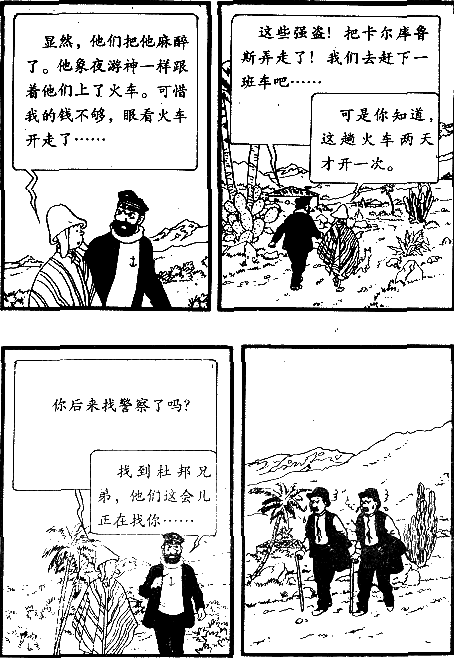 显然，他们把他麻醉
了。他象夜游神一样跟
着他们上了火车。可惜
我的钱不够，眼看火车
开走了……
这些强盗！把卡尔库鲁
斯弄走了！我们去赶下一
班车吧……
可是你知道，
这趟火车两天
才开一次。
你后来找警察了吗？
找到杜邦兄
弟，他们这会儿
正在找你……